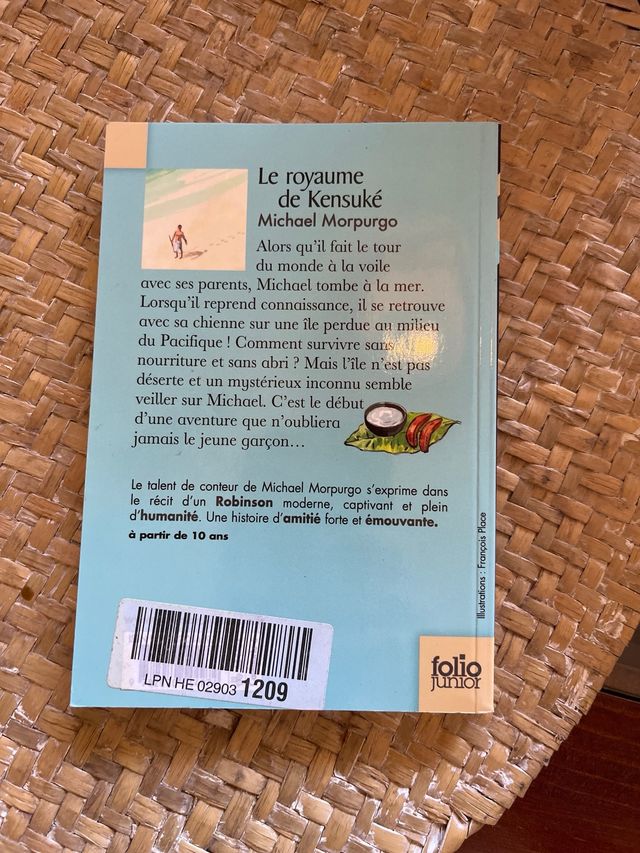 Le royaume
de Kensuké
Michael Morpurgo
Alors qu'il fait le tour
du monde à la voile
avec ses parents, Michael tombe à la mer.
Lorsqu'il reprend connaissance, il se retrouve
avec sa chienne sur une île perdue au milieu
du Pacifique ! Comment survivre sans
nourriture et sans abri ? Mais l'île n'est pas
déserte et un mystérieux inconnu semble
veiller sur Michael. C'est le début
d'une aventure que n'oubliera
jamais le jeune garçon…
Le talent de conteur de Michael Morpurgo s'exprime dans
le récit d'un Robinson moderne, captivant et plein
d'humanité. Une histoire d'amitié forte et émouvante.
à partir de 10 ans
Illustrations : François Place
LPN HE 02903 1209
folio
junior